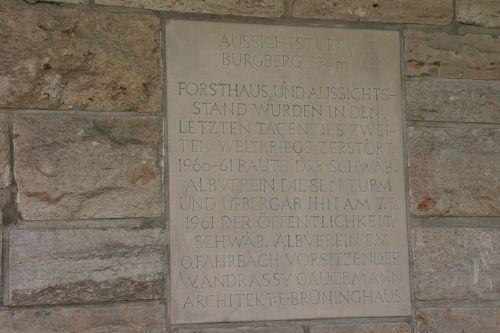 AUSSICHTSTURM
BURGBERG 734m
FORSTHAUS UND AUSSICHTS-
STAND WURDEN IN DEN
LETZTEN TAGEN DES ZWEI-
TEN WELTKRIEGS ZERSTÖRT.
1960-61 BAUTE DER SCHWÄB.
ALBVEREIN DIESEN TURM
UND UEBERGAB IHN AM 7.5.
1961 DER ÖFFENTLICHKEIT.
SCHWÄB. ALBVEREIN E.V.
G.FAHRBACH VORSITZENDER
W.ANDRASSY GAUOBMANN
ARCHITEKT·E·BRÜNINGHAUS